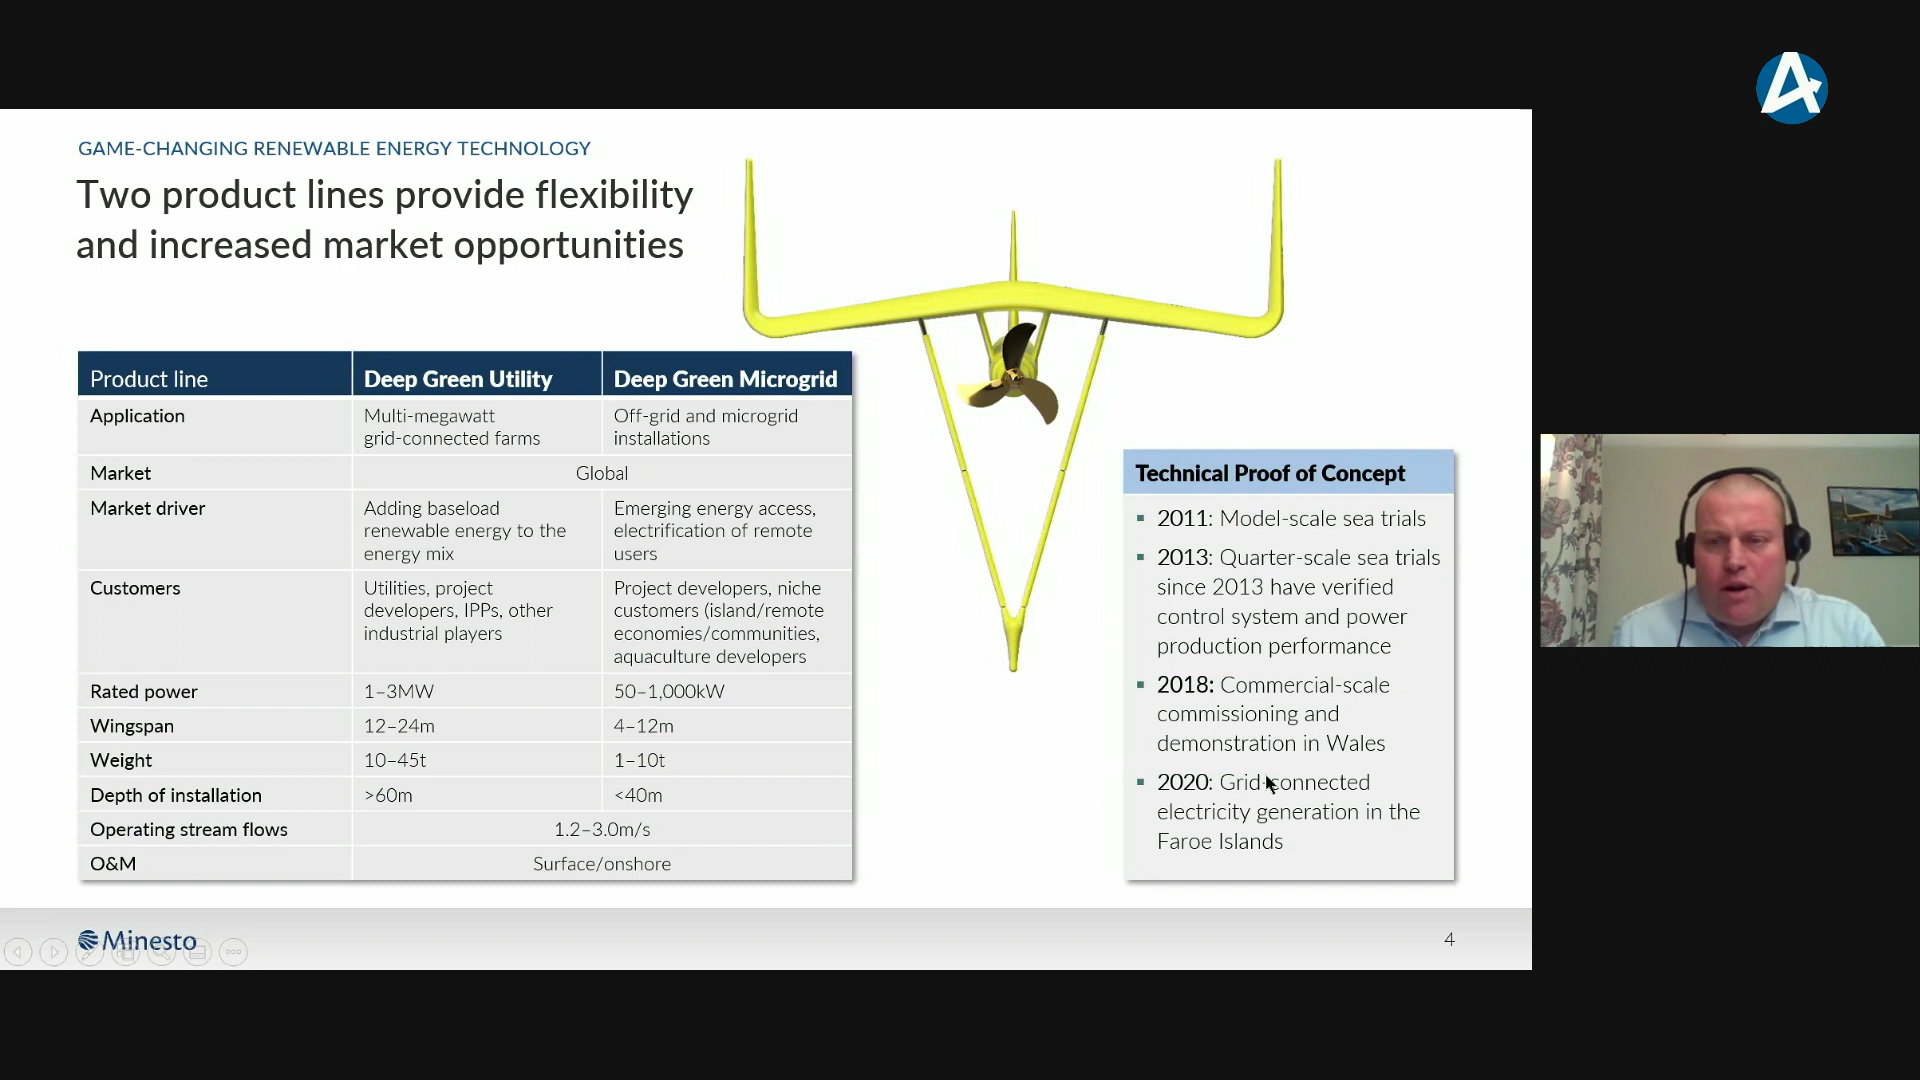 GAME-CHANGING RENEWABLE ENERGY TECHNOLOGY
Two product lines provide flexibility
and increased market opportunities
Product line Deep Green Utility Deep Green Microgrid
Application Multi-megawatt grid-connected farms Off-grid and microgrid installations
Market Global
Market driver Adding baseload renewable energy to the energy mix Emerging energy access, electrification of remote users
Customers Utilities, project developers, IPPs, other industrial players Project developers, niche customers (island/remote economies/communities, aquaculture developers
Rated power 1–3MW 50–1,000kW
Wingspan 12–24m 4–12m
Weight 10–45t 1–10t
Depth of installation >60m <40m
Operating stream flows 1.2–3.0m/s
O&M Surface/onshore
Technical Proof of Concept
▪ 2011: Model-scale sea trials
▪ 2013: Quarter-scale sea trials
since 2013 have verified
control system and power
production performance
▪ 2018: Commercial-scale
commissioning and
demonstration in Wales
▪ 2020: Grid-connected
electricity generation in the
Faroe Islands
Minesto
4